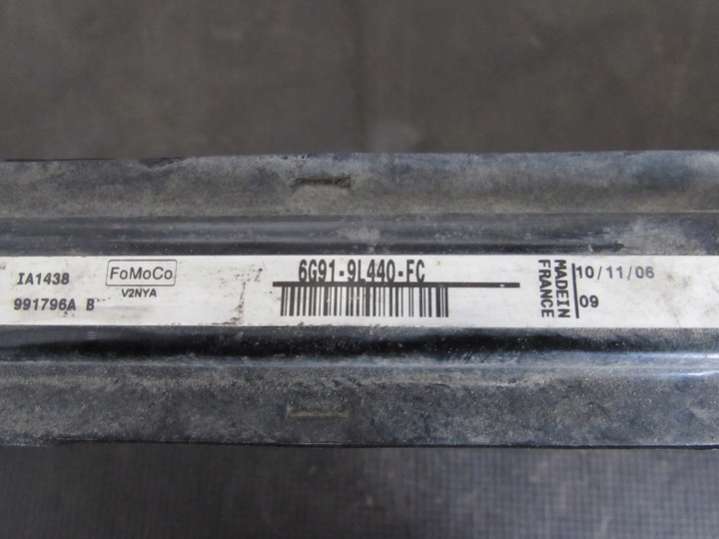 IA1438
991796A B
FoMoCo
V2NYA
6G91-9L440-FC
MADE IN
FRANCE
10/11/06
09